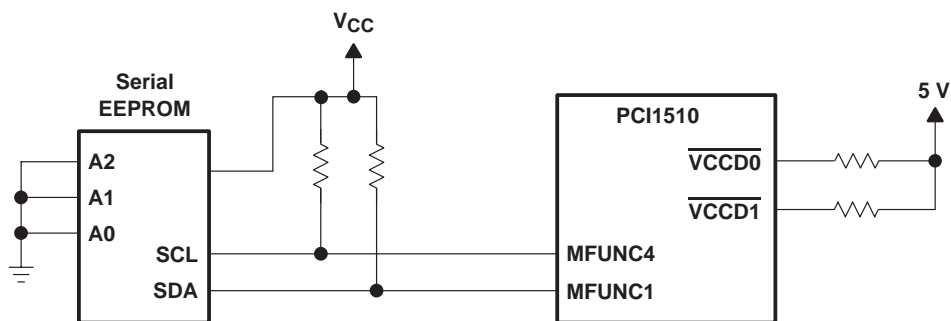 VCC
Serial
EEPROM
A2
A1
A0
SCL
SDA
PCI1510
VCCD0
VCCD1
MFUNC4
MFUNC1
5 V